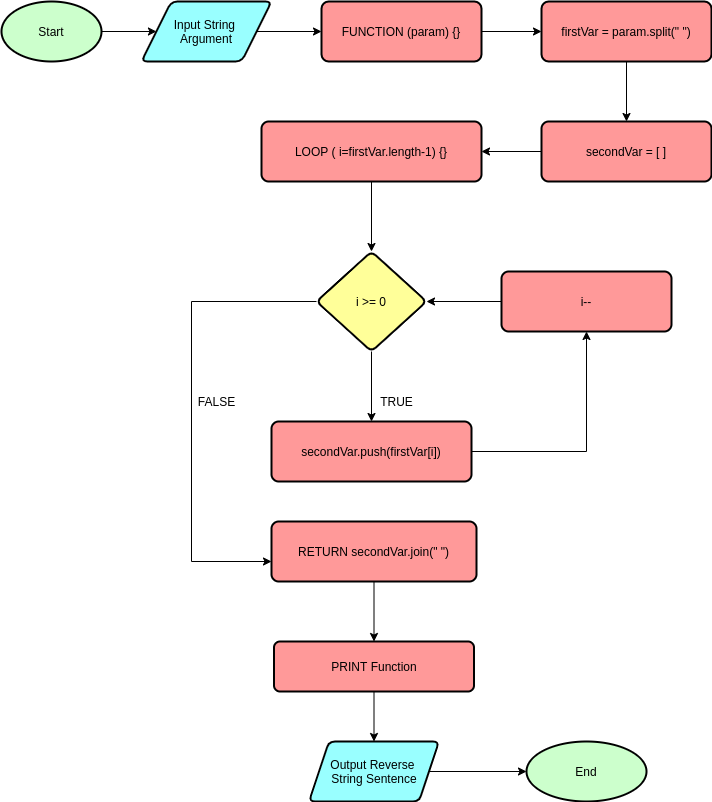 Start
Input String
Argument
FUNCTION (param) {}
firstVar = param.split(" ")
secondVar = [ ]
LOOP ( i=firstVar.length-1) {}
i >= 0
i--
FALSE
TRUE
secondVar.push(firstVar[i])
RETURN secondVar.join(" ")
PRINT Function
Output Reverse
String Sentence
End